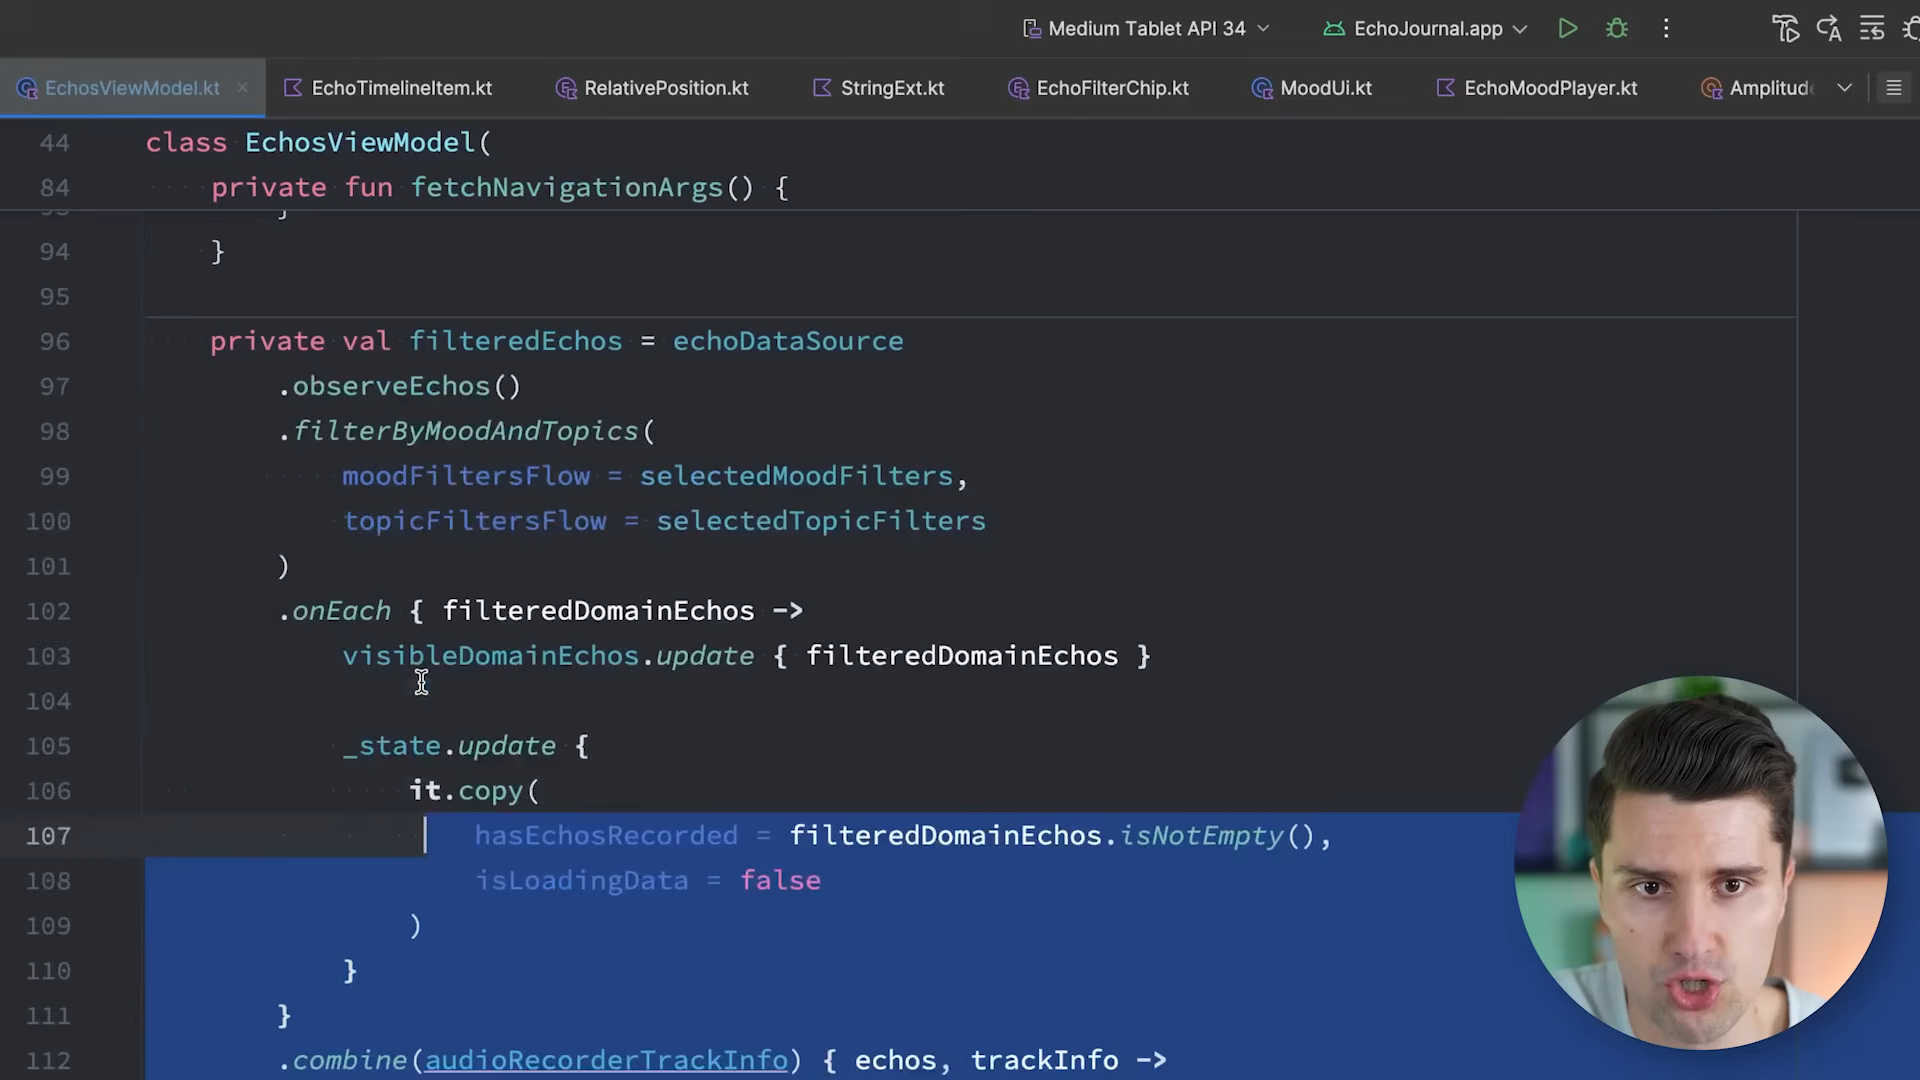 Medium Tablet API 34
EchoJournal.app
EchosViewModel.kt
EchoTimelineItem.kt
RelativePosition.kt
StringExt.kt
EchoFilterChip.kt
MoodUi.kt
EchoMoodPlayer.kt
Amplitud
44 class EchosViewModel(
84 private fun fetchNavigationArgs() {
93 }
94 }
95
96 private val filteredEchos = echoDataSource
97 .observeEchos()
98 .filterByMoodAndTopics(
99 moodFiltersFlow = selectedMoodFilters,
100 topicFiltersFlow = selectedTopicFilters
101 )
102 .onEach { filteredDomainEchos ->
103 visibleDomainEchos.update { filteredDomainEchos }
104
105 _state.update {
106 it.copy(
107 hasEchosRecorded = filteredDomainEchos.isNotEmpty(),
108 isLoadingData = false
109 )
110 }
111 }
112 .combine(audioRecorderTrackInfo) { echos, trackInfo ->